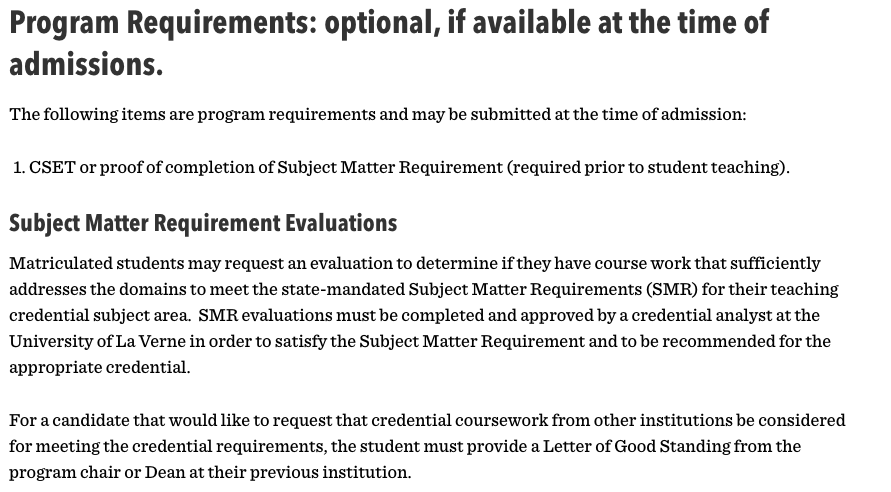 Program Requirements: optional, if available at the time of
admissions.
The following items are program requirements and may be submitted at the time of admission:
1. CSET or proof of completion of Subject Matter Requirement (required prior to student teaching).
Subject Matter Requirement Evaluations
Matriculated students may request an evaluation to determine if they have course work that sufficiently
addresses the domains to meet the state-mandated Subject Matter Requirements (SMR) for their teaching
credential subject area.  SMR evaluations must be completed and approved by a credential analyst at the
University of La Verne in order to satisfy the Subject Matter Requirement and to be recommended for the
appropriate credential.
For a candidate that would like to request that credential coursework from other institutions be considered
for meeting the credential requirements, the student must provide a Letter of Good Standing from the
program chair or Dean at their previous institution.